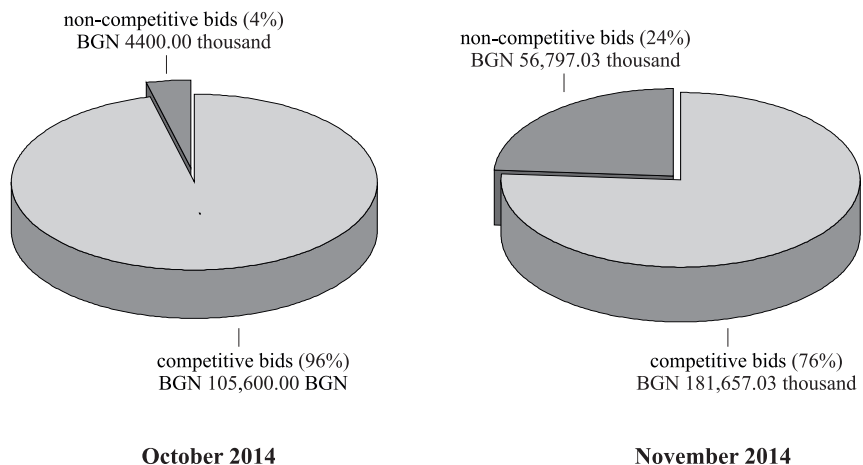 non-competitive bids (4%)
BGN 4400.00 thousand
competitive bids (96%)
BGN 105,600.00 BGN
October 2014
non-competitive bids (24%)
BGN 56,797.03 thousand
competitive bids (76%)
BGN 181,657.03 thousand
November 2014